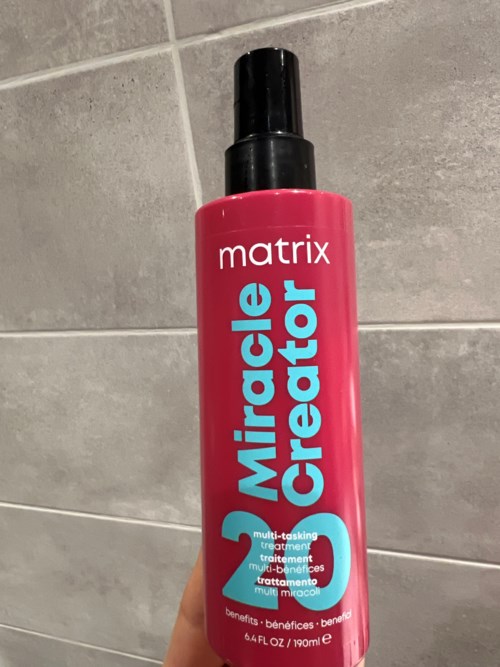 matrix
Miracle
Creator
20
multi-tasking
treatment
traitement
multi-bénéfices
trattamento
multi miracoli
benefits • bénéfices •
6.4 FL OZ / 190ml e